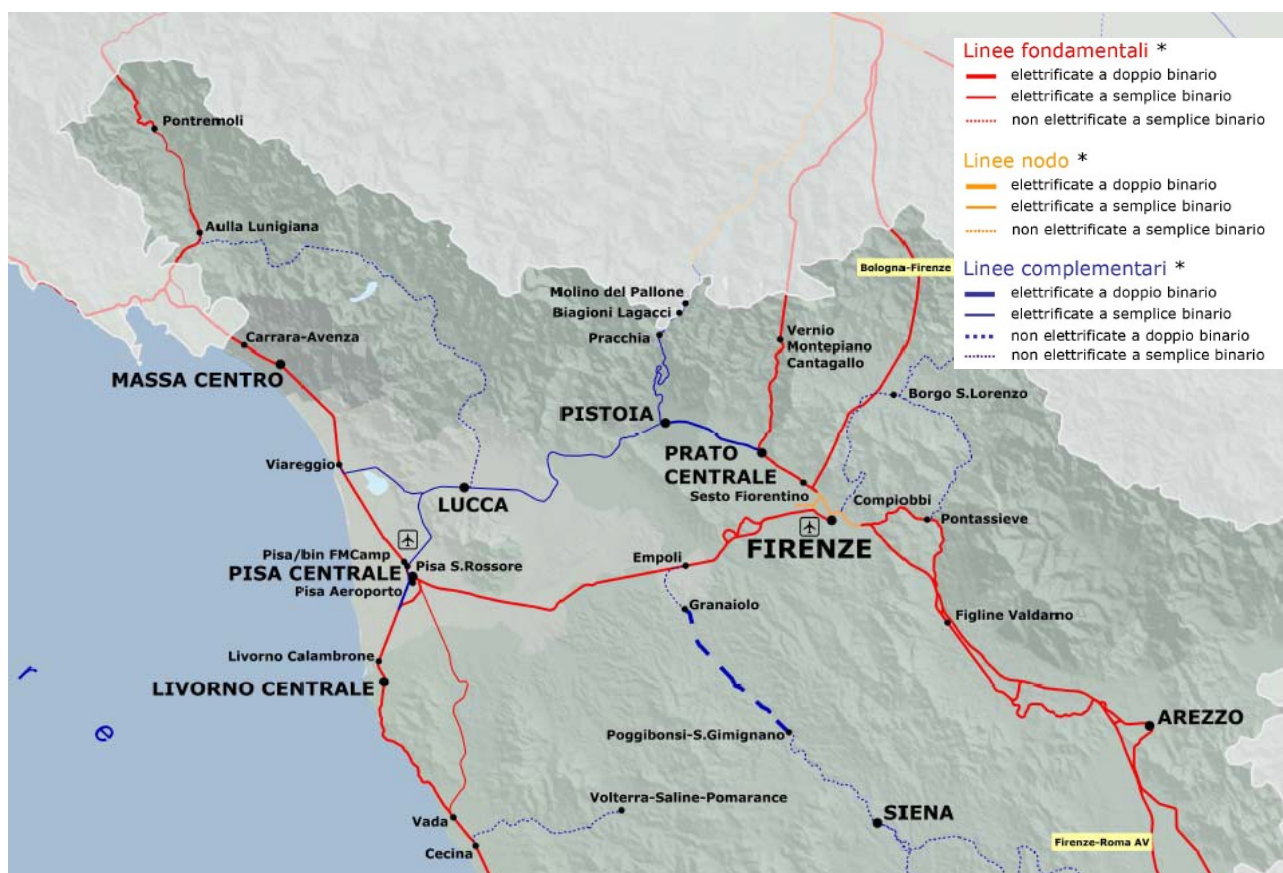 Linee fondamentali *
elettrificate a doppio binario
elettrificate a semplice binario
non elettrificate a semplice binario
Linee nodo *
elettrificate a doppio binario
elettrificate a semplice binario
non elettrificate a semplice binario
Linee complementari *
elettrificate a doppio binario
elettrificate a semplice binario
non elettrificate a doppio binario
non elettrificate a semplice binario
Pontremoli
Aulla Lunigiana
Bologna-Firenze
Molino del Pallone
Biagioni Lagacci
Pracchia
Vernio
Montepiano
Cantagallo
Carrara-Avenza
MASSA CENTRO
Borgo S.Lorenzo
PISTOIA
PRATO
CENTRALE
Viareggio
Sesto Fiorentino
LUCCA
Compiobbi
Pontassieve
FIRENZE
Empoli
Pisa/bin FMCamp
Pisa S.Rossore
PISA CENTRALE
Pisa Aeroporto
Granaiolo
Figline Valdarno
Livorno Calambrone
LIVORNO CENTRALE
r
e
AREZZO
Poggibonsi-S.Gimignano
Volterra-Saline-Pomarance
SIENA
Vada
Cecina
Firenze-Roma AV